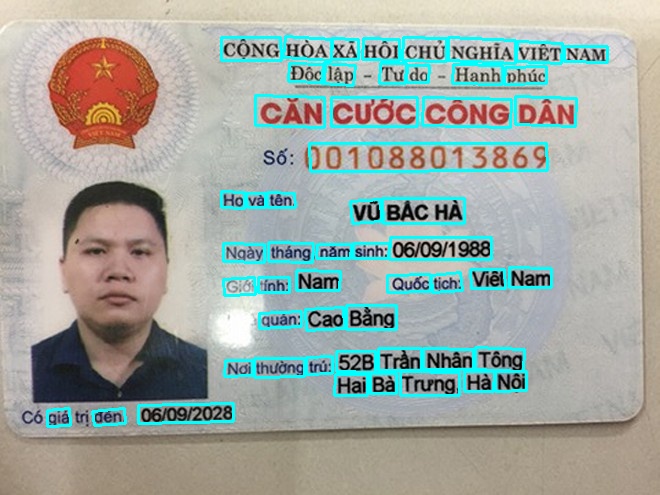 CỘNG HÒA XÃ HỘI CHỦ NGHĨA VIỆT NAM
Độc lập - Tự do - Hạnh phúc
CĂN CƯỚC CÔNG DÂN
Số: 001088013869
Họ và tên:
VŨ BẮC HÀ
Ngày tháng năm sinh: 06/09/1988
Giới tính: Nam Quốc tịch: Việt Nam
quán: Cao Bằng
Nơi thường trú: 52B Trần Nhân Tông
Hai Bà Trưng, Hà Nội
Có giá trị đến: 06/09/2028
VIỆT NAM